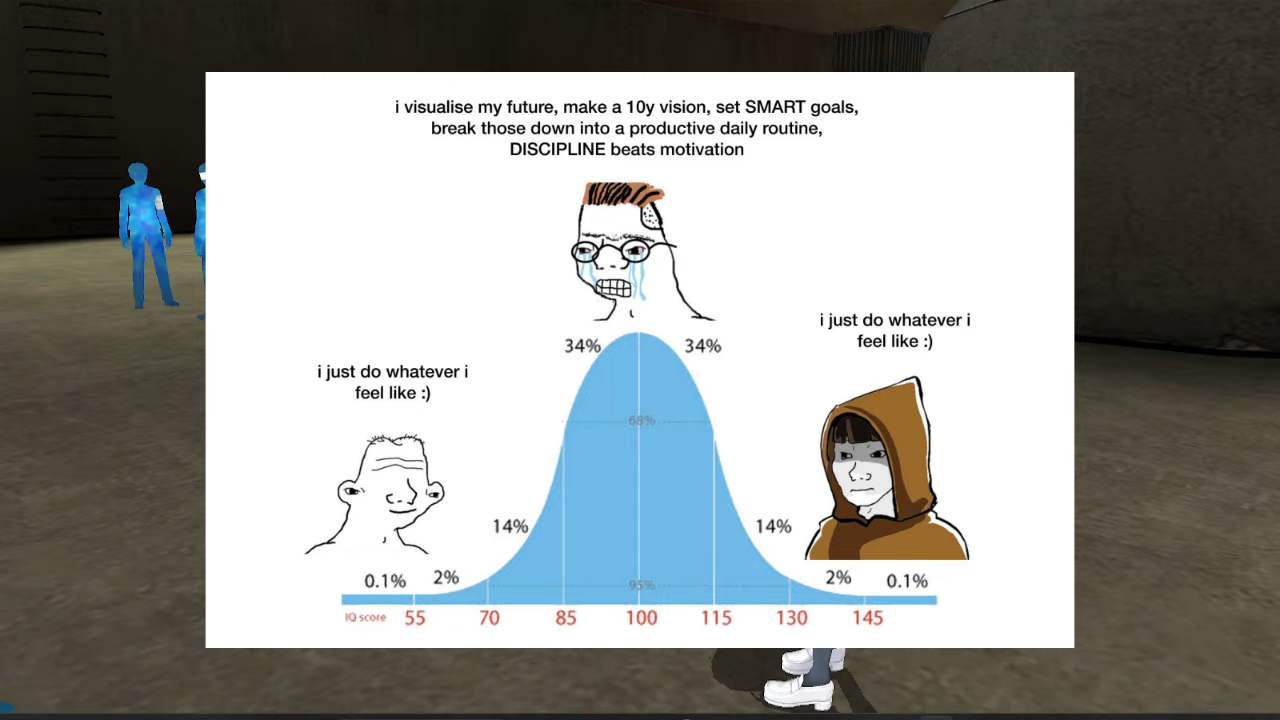 i visualise my future, make a 10y vision, set SMART goals,
break those down into a productive daily routine,
DISCIPLINE beats motivation
i just do whatever i
feel like :)
i just do whatever i
feel like :)
34% 34%
68%
14% 14%
0.1% 2% 95% 2% 0.1%
IQ score 55 70 85 100 115 130 145